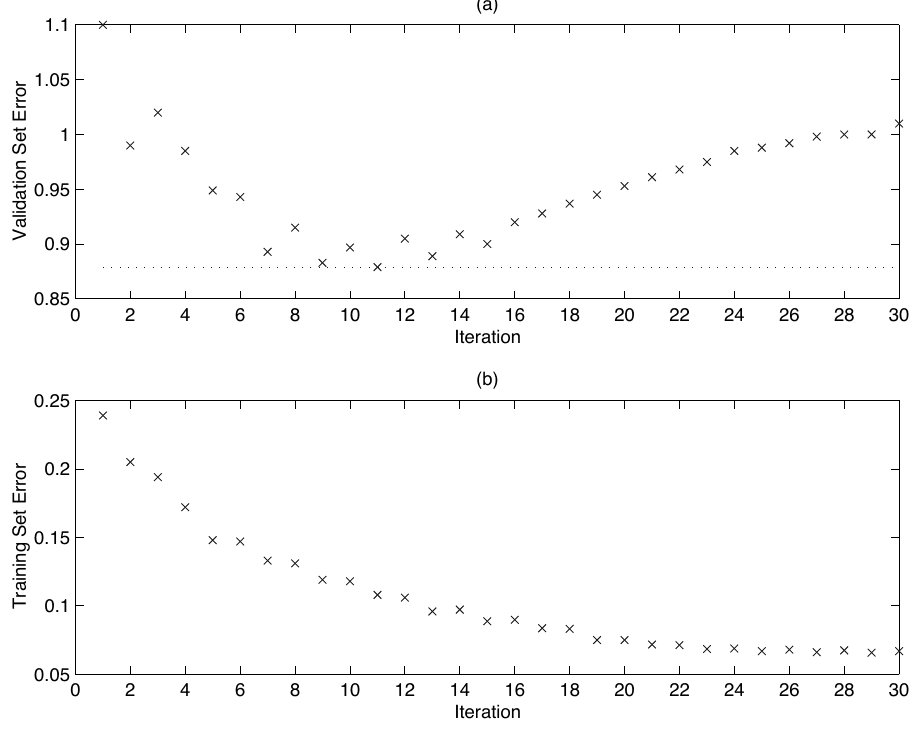 (a)
1.1
1.05
1
0.95
0.9
0.85
Validation Set Error
0 2 4 6 8 10 12 14 16 18 20 22 24 26 28 30
Iteration
(b)
0.25
0.2
0.15
0.1
0.05
Training Set Error
0 2 4 6 8 10 12 14 16 18 20 22 24 26 28 30
Iteration